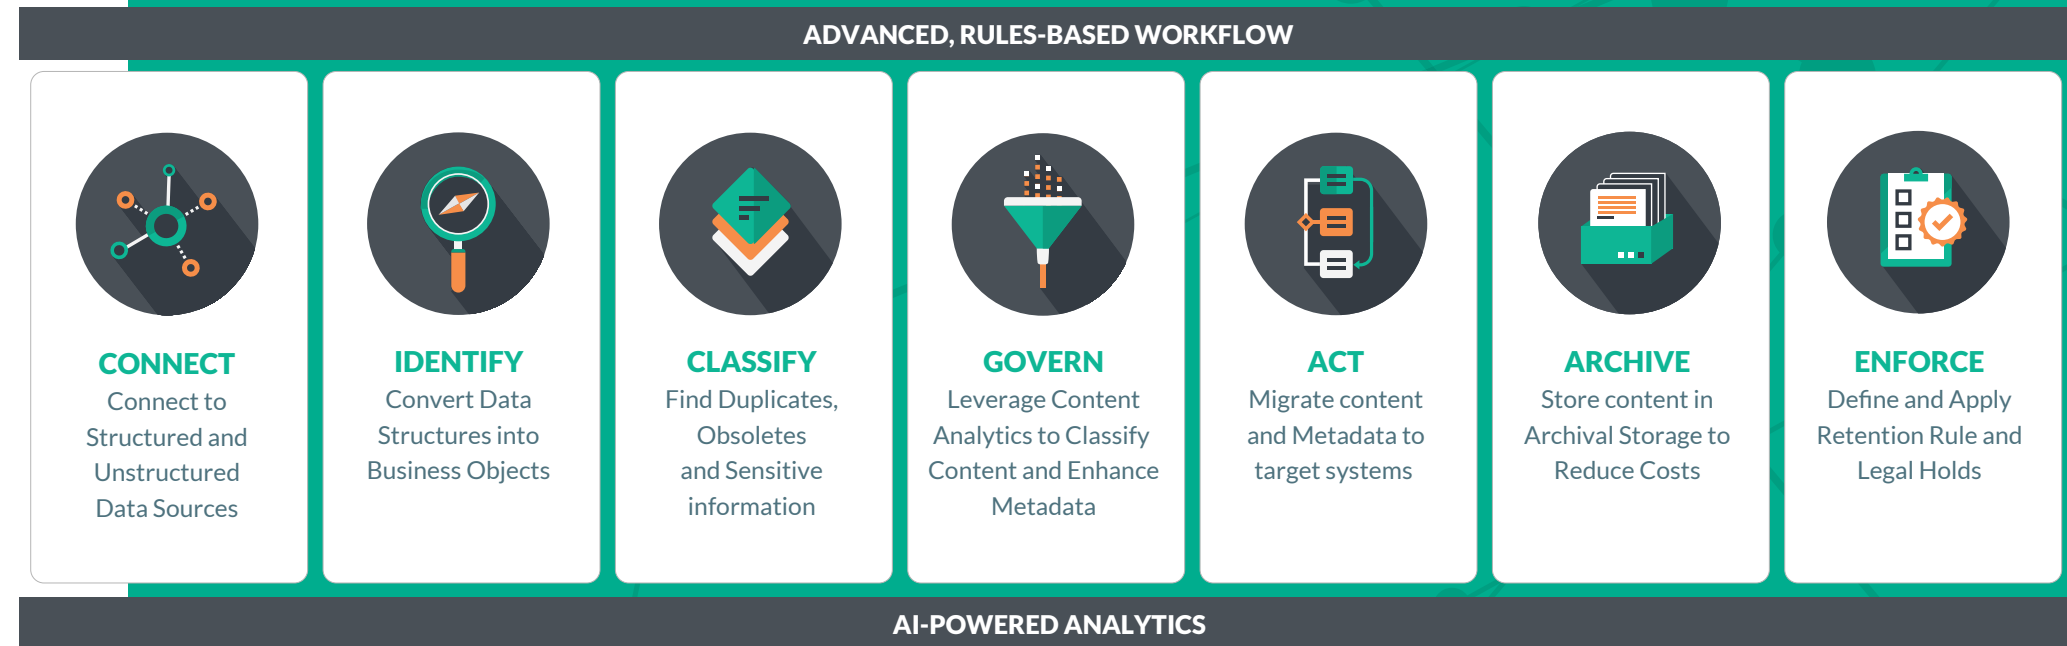 ADVANCED, RULES-BASED WORKFLOW
CONNECT
Connect to
Structured and
Unstructured
Data Sources
IDENTIFY
Convert Data
Structures into
Business Objects
CLASSIFY
Find Duplicates,
Obsoletes
and Sensitive
information
GOVERN
Leverage Content
Analytics to Classify
Content and Enhance
Metadata
ACT
Migrate content
and Metadata to
target systems
ARCHIVE
Store content in
Archival Storage to
Reduce Costs
ENFORCE
Define and Apply
Retention Rule and
Legal Holds
AI-POWERED ANALYTICS